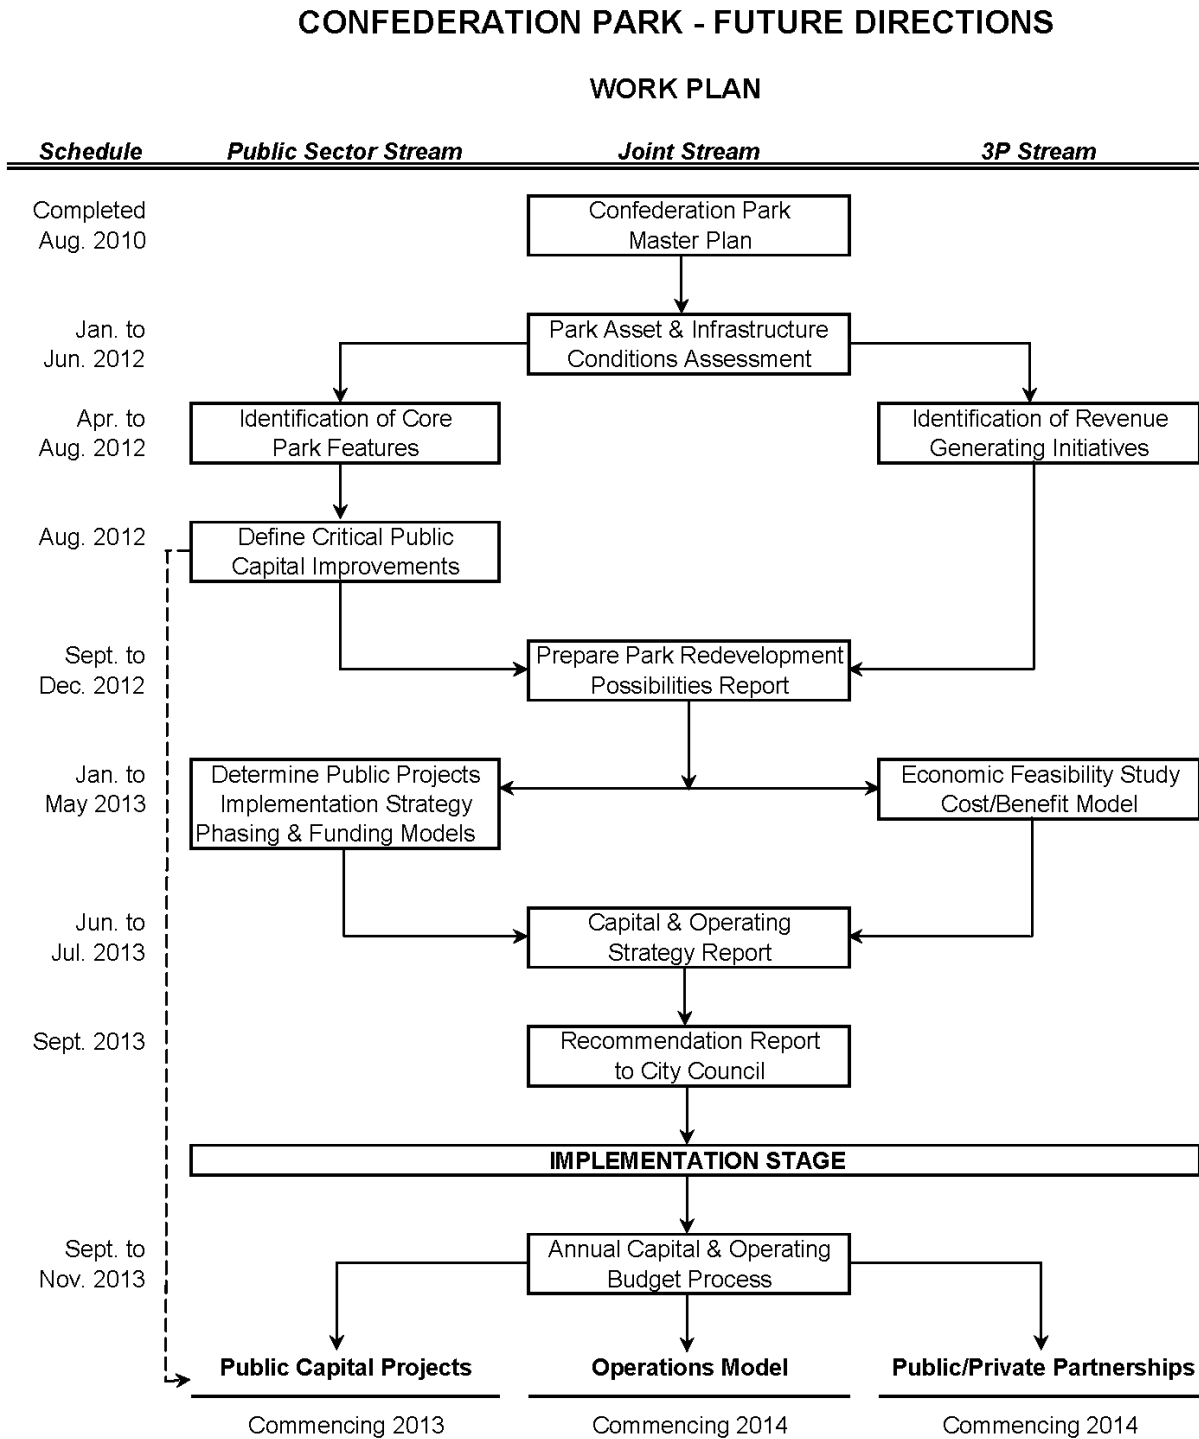 CONFEDERATION PARK - FUTURE DIRECTIONS
WORK PLAN
Schedule Public Sector Stream Joint Stream 3P Stream
Completed
Aug. 2010
Confederation Park
Master Plan
Jan. to
Jun. 2012
Park Asset & Infrastructure
Conditions Assessment
Apr. to
Aug. 2012
Identification of Core
Park Features
Identification of Revenue
Generating Initiatives
Aug. 2012
Define Critical Public
Capital Improvements
Sept. to
Dec. 2012
Prepare Park Redevelopment
Possibilities Report
Jan. to
May 2013
Determine Public Projects
Implementation Strategy
Phasing & Funding Models
Economic Feasibility Study
Cost/Benefit Model
Jun. to
Jul. 2013
Capital & Operating
Strategy Report
Sept. 2013
Recommendation Report
to City Council
IMPLEMENTATION STAGE
Sept. to
Nov. 2013
Annual Capital & Operating
Budget Process
Public Capital Projects
Commencing 2013
Operations Model
Commencing 2014
Public/Private Partnerships
Commencing 2014